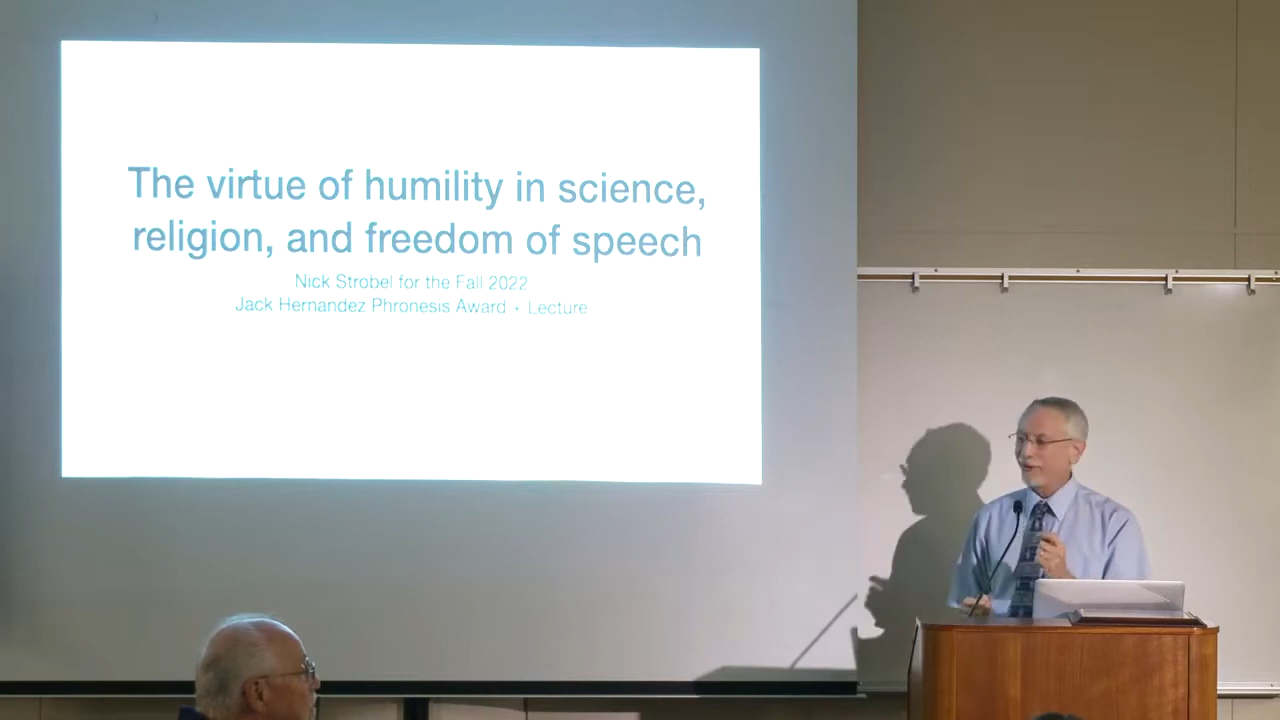 The virtue of humility in science,
religion, and freedom of speech
Nick Strobel for the Fall 2022
Jack Hernandez Phronesis Award • Lecture